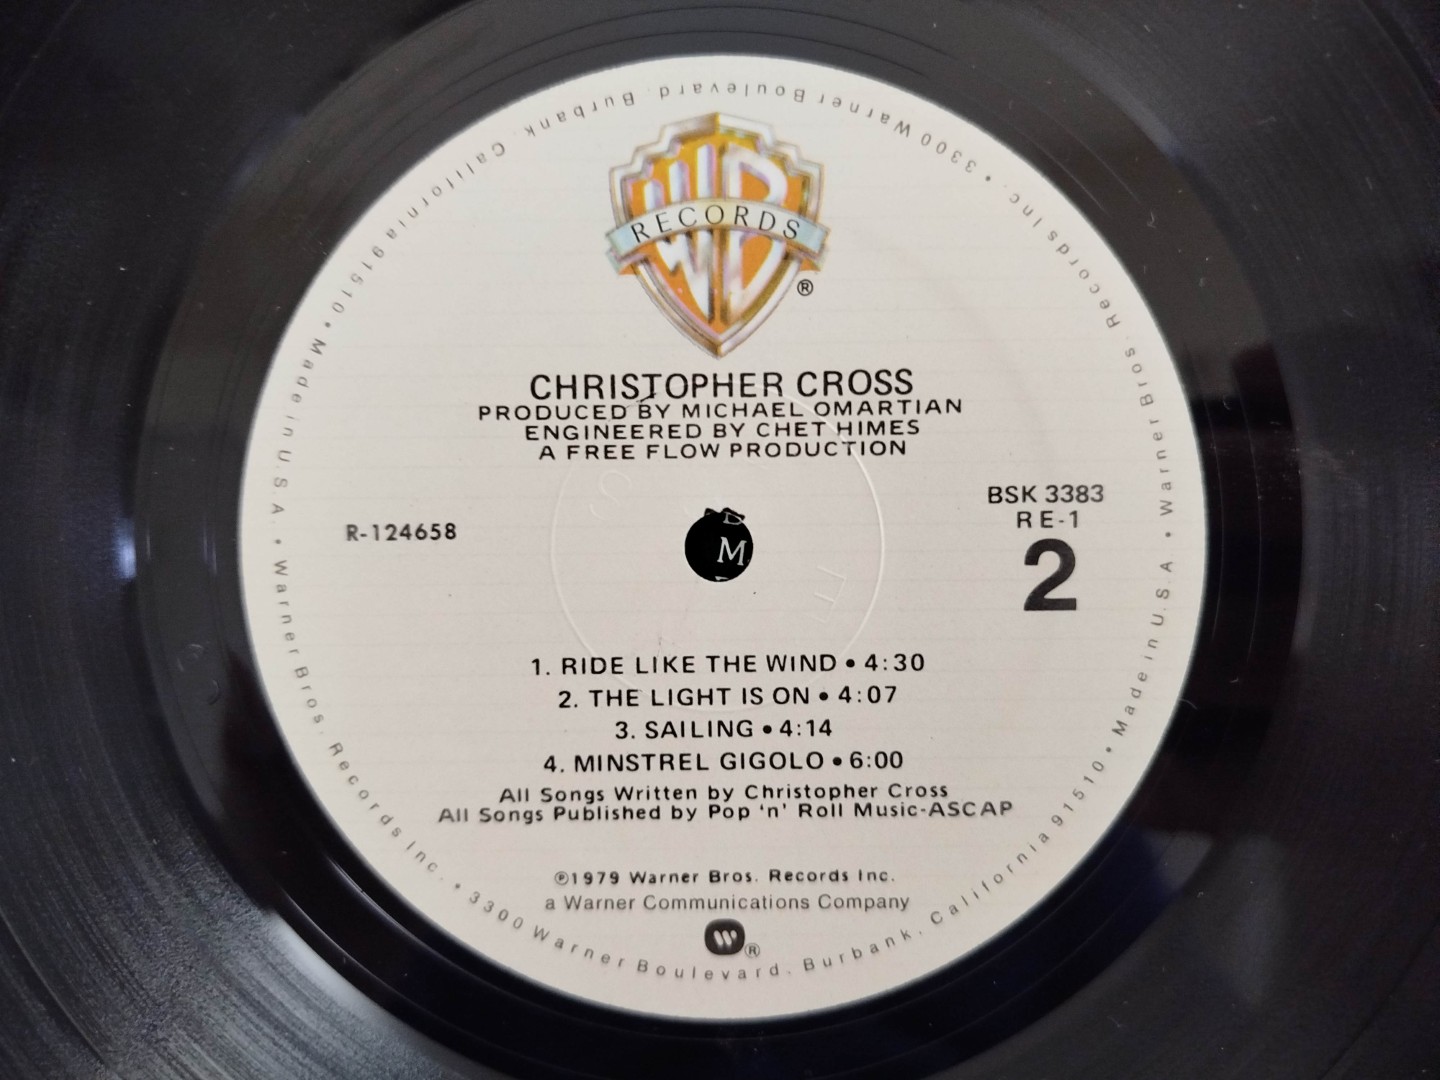 WB
RECORDS
®
CHRISTOPHER CROSS
PRODUCED BY MICHAEL OMARTIAN
ENGINEERED BY CHET HIMES
A FREE FLOW PRODUCTION
R-124658
BSK 3383
RE-1
2
M
1. RIDE LIKE THE WIND • 4:30
2. THE LIGHT IS ON • 4:07
3. SAILING • 4:14
4. MINSTREL GIGOLO • 6:00
All Songs Written by Christopher Cross
All Songs Published by Pop ‘n’ Roll Music-ASCAP
℗1979 Warner Bros. Records Inc.
a Warner Communications Company
W®
Made in U.S.A. • Warner Bros. Records Inc. • 3300 Warner Boulevard, Burbank, California 91510 • Made in U.S.A. • Warner Bros. Records Inc. • 3300 Warner Boulevard, Burbank, California 91510 •